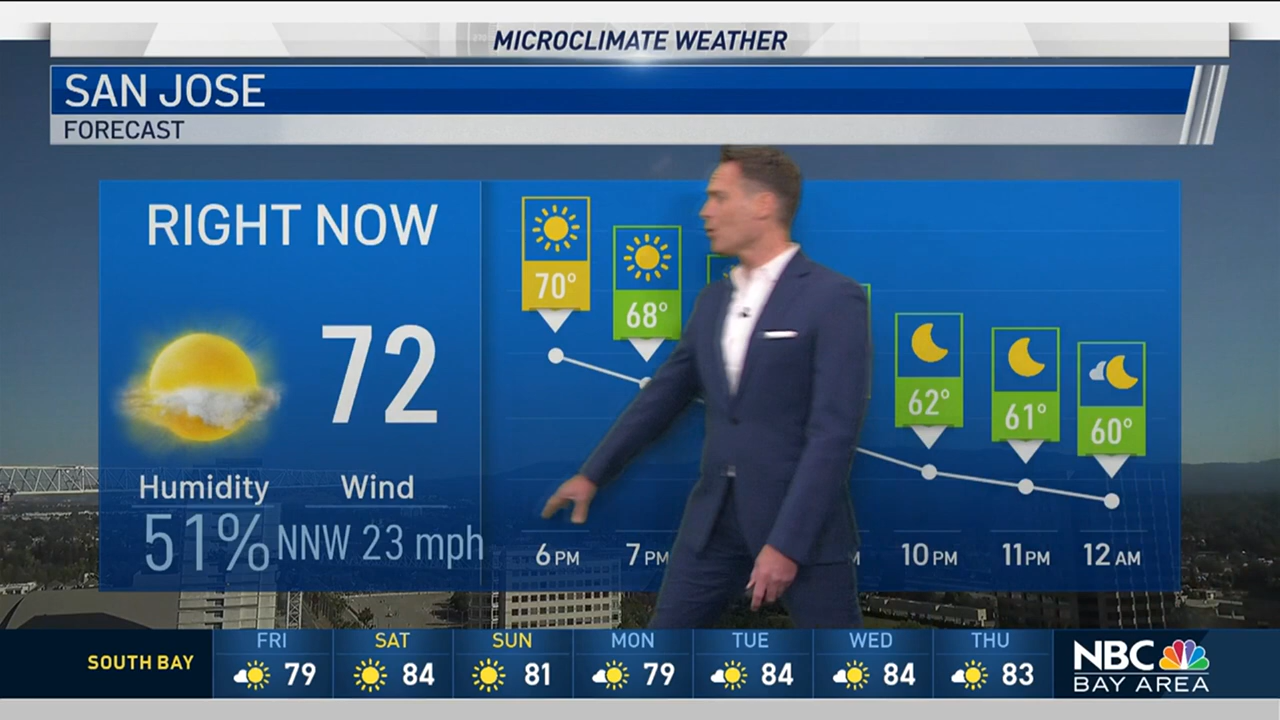 MICROCLIMATE WEATHER
SAN JOSE
FORECAST
RIGHT NOW
72
Humidity
Wind
51%
NNW 23 mph
70°
68°
62°
61°
60°
6 PM
7 PM
M
10 PM
11 PM
12 AM
SOUTH BAY
FRI
79
SAT
84
SUN
81
MON
79
TUE
84
WED
84
THU
83
NBC
BAY AREA